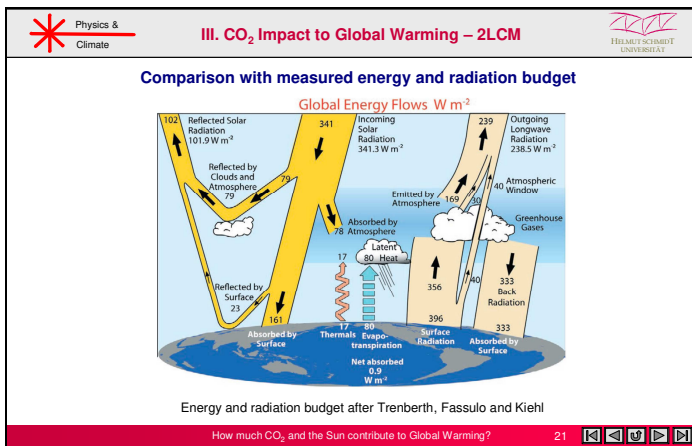 Physics &
Climate
III. CO₂ Impact to Global Warming – 2LCM
HELMUT SCHMIDT
UNIVERSITÄT
Comparison with measured energy and radiation budget
Global Energy Flows W m⁻²
102
Reflected Solar
Radiation
101.9 W m⁻²
341
Incoming
Solar
Radiation
341.3 W m⁻²
239
Outgoing
Longwave
Radiation
238.5 W m⁻²
Reflected by
Clouds and
Atmosphere
79
79
Emitted by
Atmosphere
169
30
40
Atmospheric
Window
Greenhouse
Gases
Absorbed by
78 Atmosphere
Latent
17
80 Heat
Reflected by
Surface
23
356
40
333
Back
Radiation
161
Absorbed by
Surface
17
Thermals
80
Evapo-
transpiration
396
Surface
Radiation
333
Absorbed by
Surface
Net absorbed
0.9
W m⁻²
Energy and radiation budget after Trenberth, Fassulo and Kiehl
How much CO₂ and the Sun contribute to Global Warming?
21